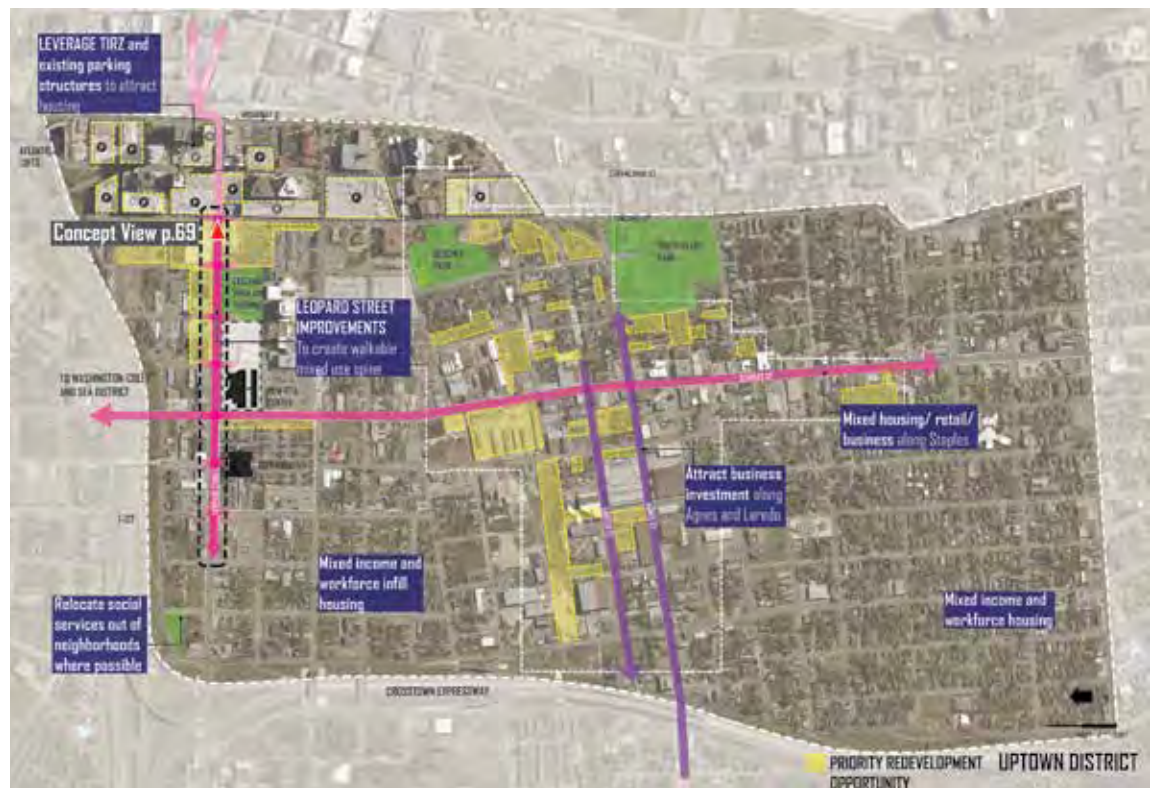 LEVERAGE TIRZ and
existing parking
structures to attract
housing
Concept View p.69
LEOPARD STREET
IMPROVEMENTS
To create walkable
mixed use spine
TO WASHINGTON-COLE
AND SEA DISTRICT
Mixed housing/ retail/
business along Staples
Attract business
investment along
Agnes and Laredo
Mixed income and
workforce infill
housing
Relocate social
services out of
neighborhoods
where possible
Mixed income and
workforce housing
CROSSTOWN EXPRESSWAY
PRIORITY REDEVELOPMENT
OPPORTUNITY
UPTOWN DISTRICT